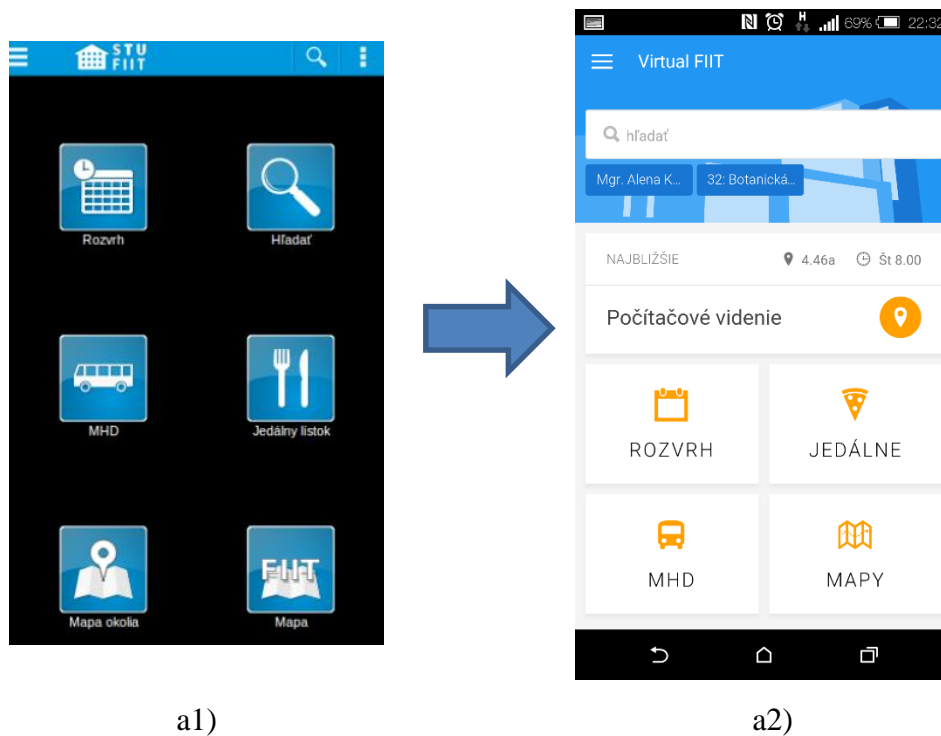 STU
FIIT
Rozvrh
Hľadať
MHD
Jedálny lístok
Mapa okolia
FIIT
Mapa
a1)
H
69%
22:32
Virtual FIIT
hľadať
Mgr. Alena K...
32: Botanická...
NAJBLIŽŠIE
4.46a
Št 8.00
Počítačové videnie
ROZVRH
JEDÁLNE
MHD
MAPY
a2)